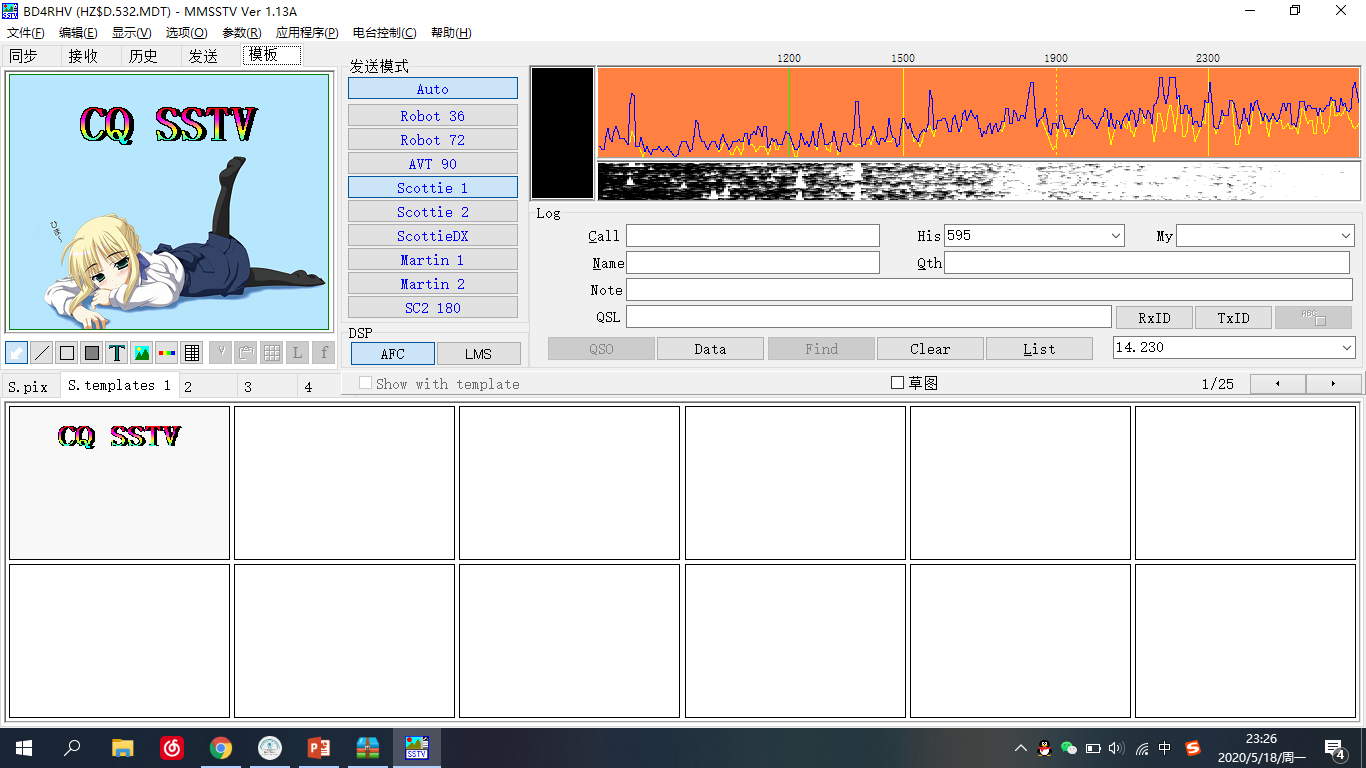 BD4RHV (HZ$D.532.MDT) - MMSSTV Ver 1.13A
文件(F) 编辑(E) 显示(V) 选项(O) 参数(R) 应用程序(P) 电台控制(C) 帮助(H)
同步 接收 历史 发送 模板
CQ SSTV
ひま〜
发送模式
Auto
Robot 36
Robot 72
AVT 90
Scottie 1
Scottie 2
ScottieDX
Martin 1
Martin 2
SC2 180
DSP
AFC LMS
1200 1500 1900 2300
Log
Call His 595 My
Name Qth
Note
QSL RxID TxID ABC
QSO Data Find Clear List 14.230
T Y L f
S.pix S.templates 1 2 3 4
Show with template 草图 1/25
CQ SSTV
SSTV
中
23:26
2020/5/18/周一
4